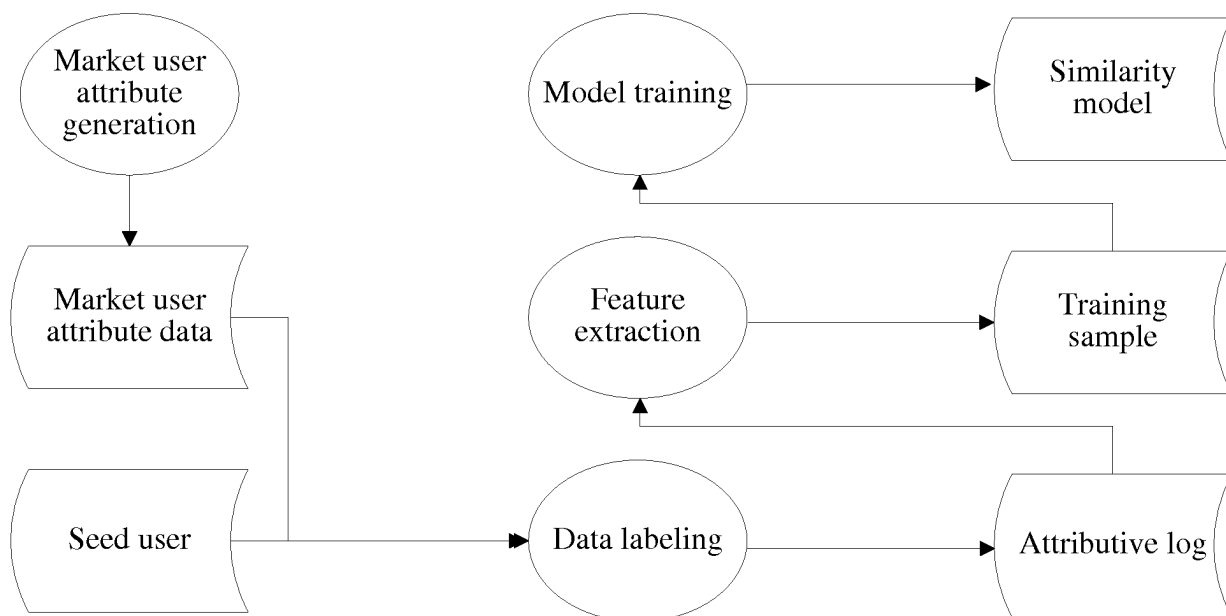 Market user
attribute
generation
Model training
Similarity
model
Market user
attribute data
Feature
extraction
Training
sample
Seed user
Data labeling
Attributive log